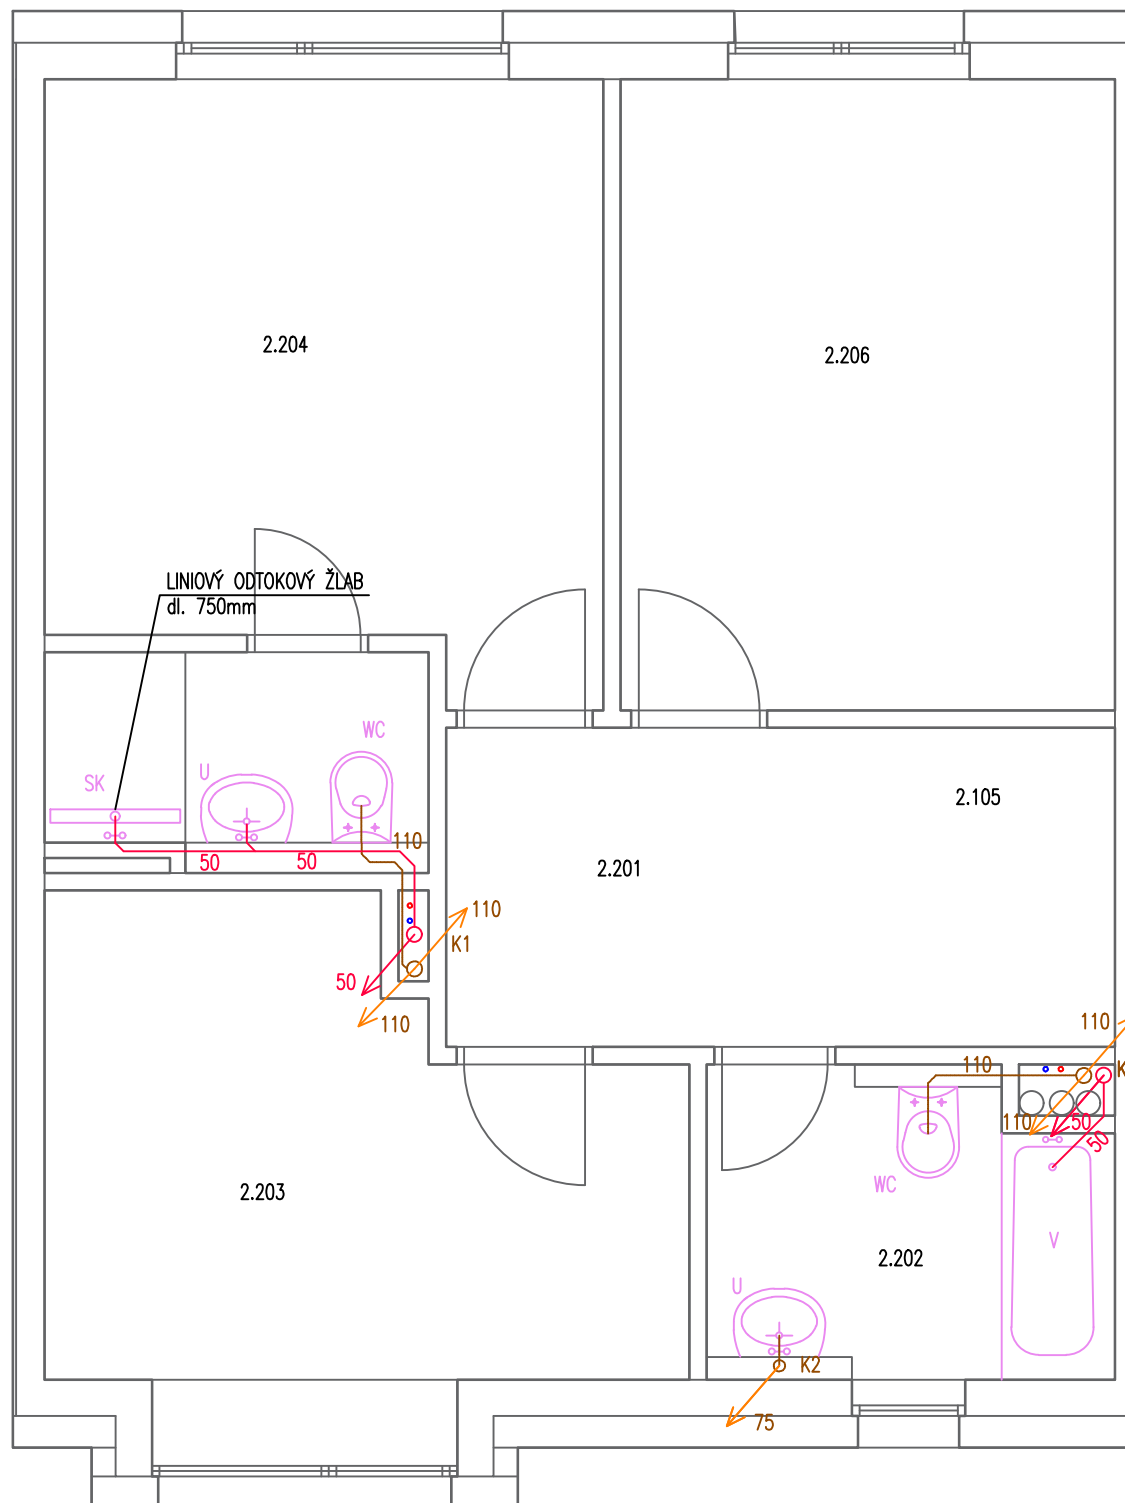 2.204
2.206
LINIOVÝ ODTOKOVÝ ŽLAB
dl. 750mm
WC
U
SK
2.105
110
50
50
2.201
110
K1
50
110
110
110
K
110
50
50
WC
2.203
V
2.202
U
K2
75